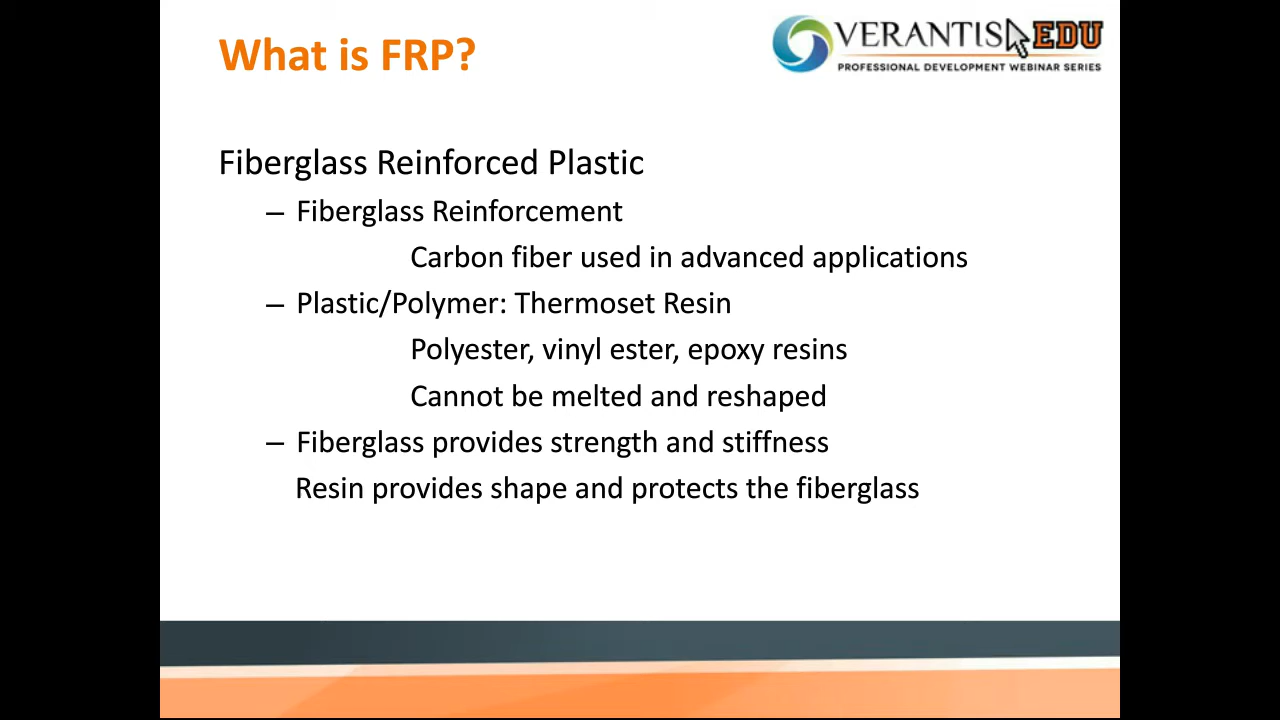 What is FRP?
VERANTIS EDU
PROFESSIONAL DEVELOPMENT WEBINAR SERIES
Fiberglass Reinforced Plastic
– Fiberglass Reinforcement
Carbon fiber used in advanced applications
– Plastic/Polymer: Thermoset Resin
Polyester, vinyl ester, epoxy resins
Cannot be melted and reshaped
– Fiberglass provides strength and stiffness
Resin provides shape and protects the fiberglass